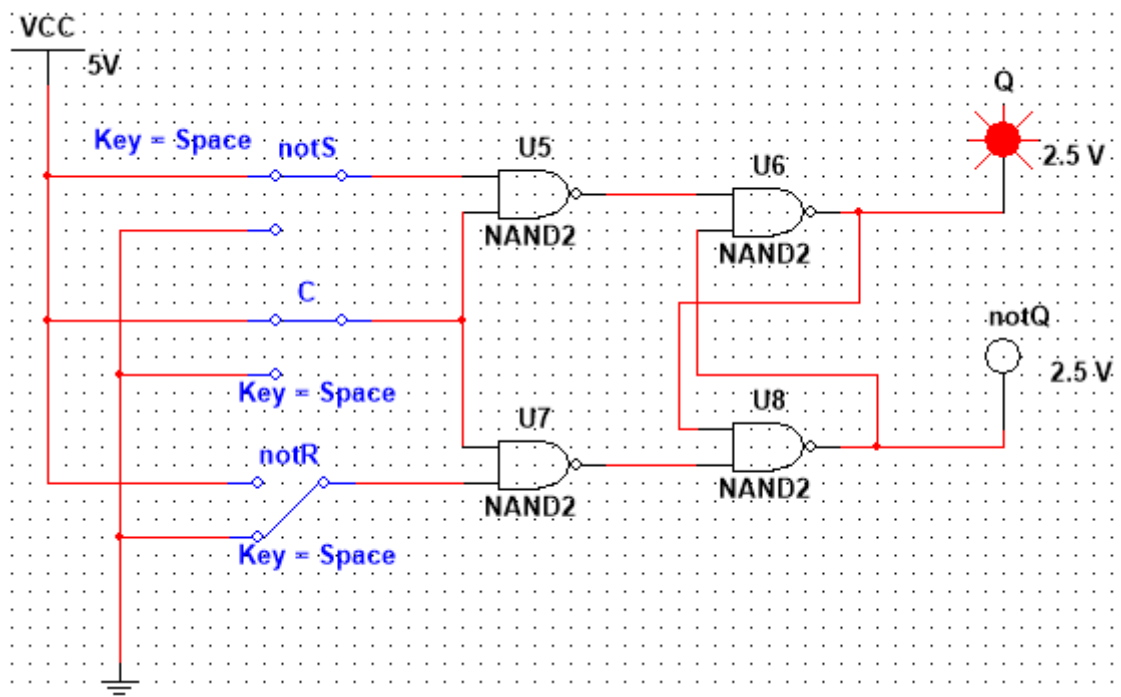 VCC
5V
Key = Space
notS
U5
NAND2
U6
NAND2
Q
2.5 V
C
Key = Space
notQ
2.5 V
notR
U7
NAND2
U8
NAND2
Key = Space